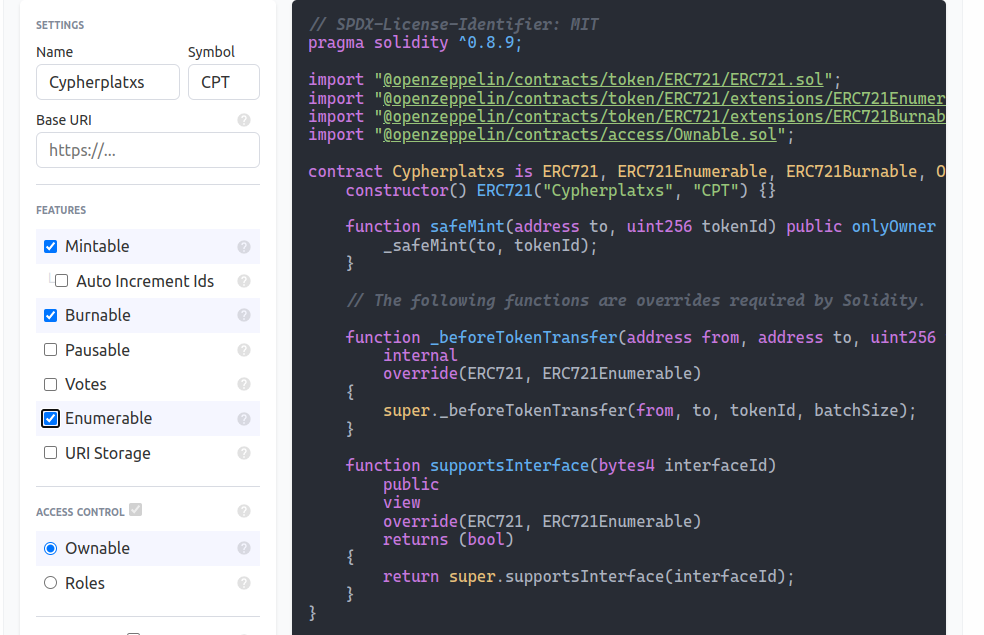 SETTINGS
Name
Symbol
Cypherplatxs
CPT
Base URI
?
https://...
FEATURES
Mintable
?
Auto Increment Ids
?
Burnable
?
Pausable
?
Votes
?
Enumerable
?
URI Storage
?
ACCESS CONTROL
?
Ownable
?
Roles
?
// SPDX-License-Identifier: MIT
pragma solidity ^0.8.9;
import "@openzeppelin/contracts/token/ERC721/ERC721.sol";
import "@openzeppelin/contracts/token/ERC721/extensions/ERC721Enumer
import "@openzeppelin/contracts/token/ERC721/extensions/ERC721Burnab
import "@openzeppelin/contracts/access/Ownable.sol";
contract Cypherplatxs is ERC721, ERC721Enumerable, ERC721Burnable, O
constructor() ERC721("Cypherplatxs", "CPT") {}
function safeMint(address to, uint256 tokenId) public onlyOwner
_safeMint(to, tokenId);
}
// The following functions are overrides required by Solidity.
function _beforeTokenTransfer(address from, address to, uint256
internal
override(ERC721, ERC721Enumerable)
{
super._beforeTokenTransfer(from, to, tokenId, batchSize);
}
function supportsInterface(bytes4 interfaceId)
public
view
override(ERC721, ERC721Enumerable)
returns (bool)
{
return super.supportsInterface(interfaceId);
}
}